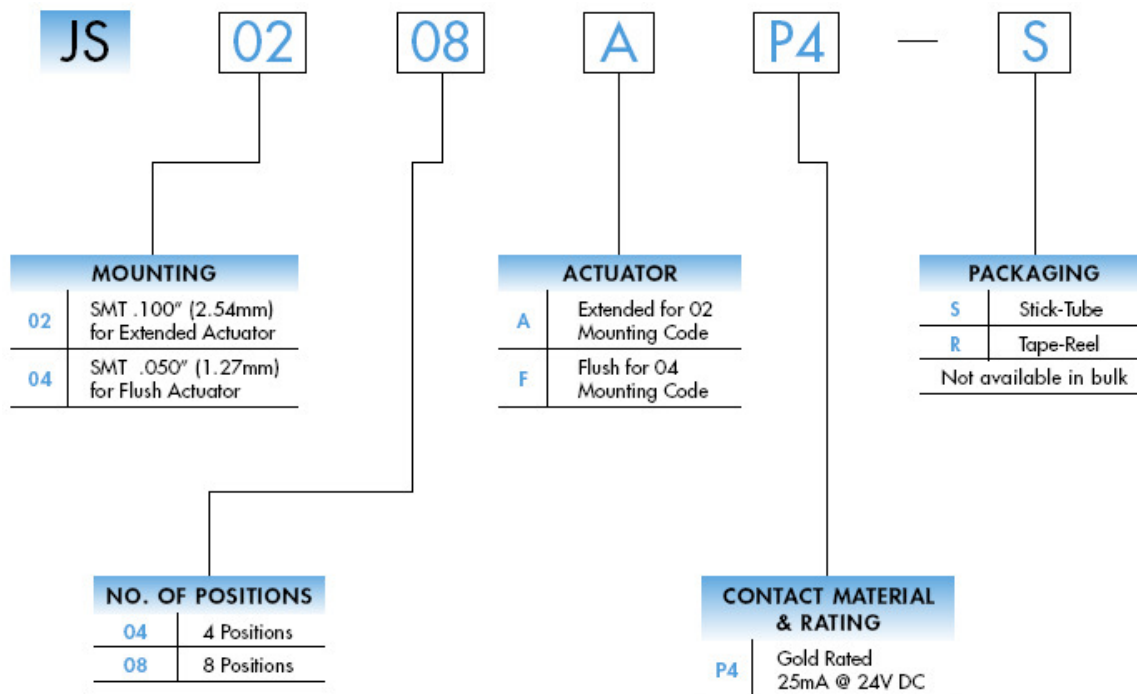 JS 02 08 A P4 — S
MOUNTING
02 SMT .100" (2.54mm)
for Extended Actuator
04 SMT .050" (1.27mm)
for Flush Actuator
ACTUATOR
A Extended for 02
Mounting Code
F Flush for 04
Mounting Code
PACKAGING
S Stick-Tube
R Tape-Reel
Not available in bulk
NO. OF POSITIONS
04 4 Positions
08 8 Positions
CONTACT MATERIAL
& RATING
P4 Gold Rated
25mA @ 24V DC